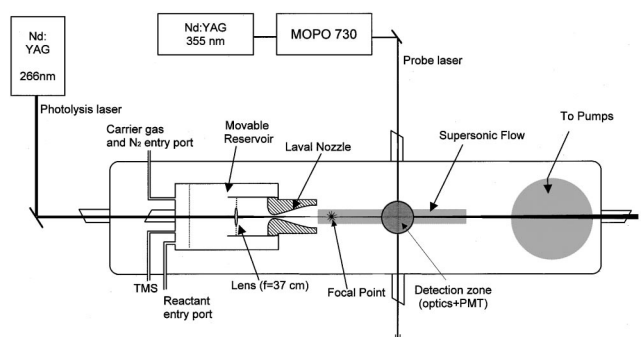 Nd:
YAG
266nm
Nd:YAG
355 nm
MOPO 730
Probe laser
Photolysis laser
Carrier gas
and N₂ entry port
Movable
Reservoir
Laval Nozzle
Supersonic Flow
To Pumps
TMS
Reactant
entry port
Lens (f=37 cm)
Focal Point
Detection zone
(optics+PMT)